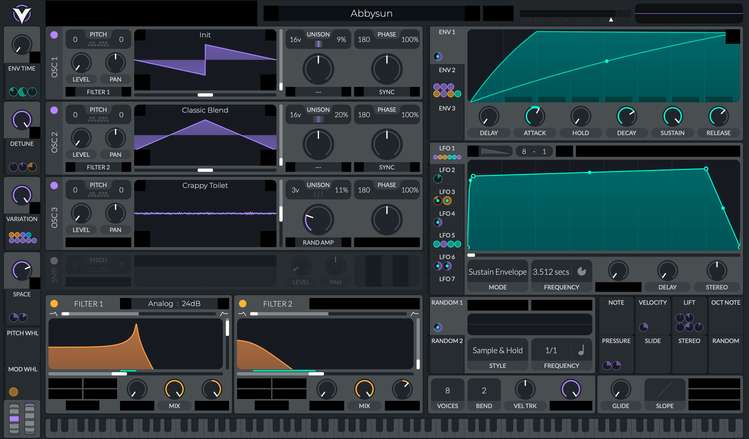 Abbysun
ENV TIME
DETUNE
VARIATION
SPACE
PITCH WHL
MOD WHL
OSC 1
0 PITCH 0
LEVEL PAN
FILTER 1
Init
16v UNISON 9%
---
180 PHASE 100%
SYNC
OSC 2
0 PITCH 0
LEVEL PAN
FILTER 2
Classic Blend
16v UNISON 20%
---
180 PHASE 100%
SYNC
OSC 3
0 PITCH 0
LEVEL PAN
Crappy Toilet
3v UNISON 11%
RAND AMP
180 PHASE 100%
SMP
PITCH
LEVEL PAN
FILTER 1 Analog :: 24dB
MIX
FILTER 2
MIX
ENV 1
ENV 2
ENV 3
DELAY ATTACK HOLD DECAY SUSTAIN RELEASE
LFO 1
LFO 2
LFO 3
LFO 4
LFO 5
LFO 6
LFO 7 LFO 8
8 - 1
Sustain Envelope
MODE
3.512 secs
FREQUENCY
DELAY STEREO
RANDOM 1
RANDOM 2
Sample & Hold
STYLE
1/1
FREQUENCY
NOTE VELOCITY LIFT OCT NOTE
PRESSURE SLIDE STEREO RANDOM
8
VOICES
2
BEND
VEL TRK
GLIDE SLOPE